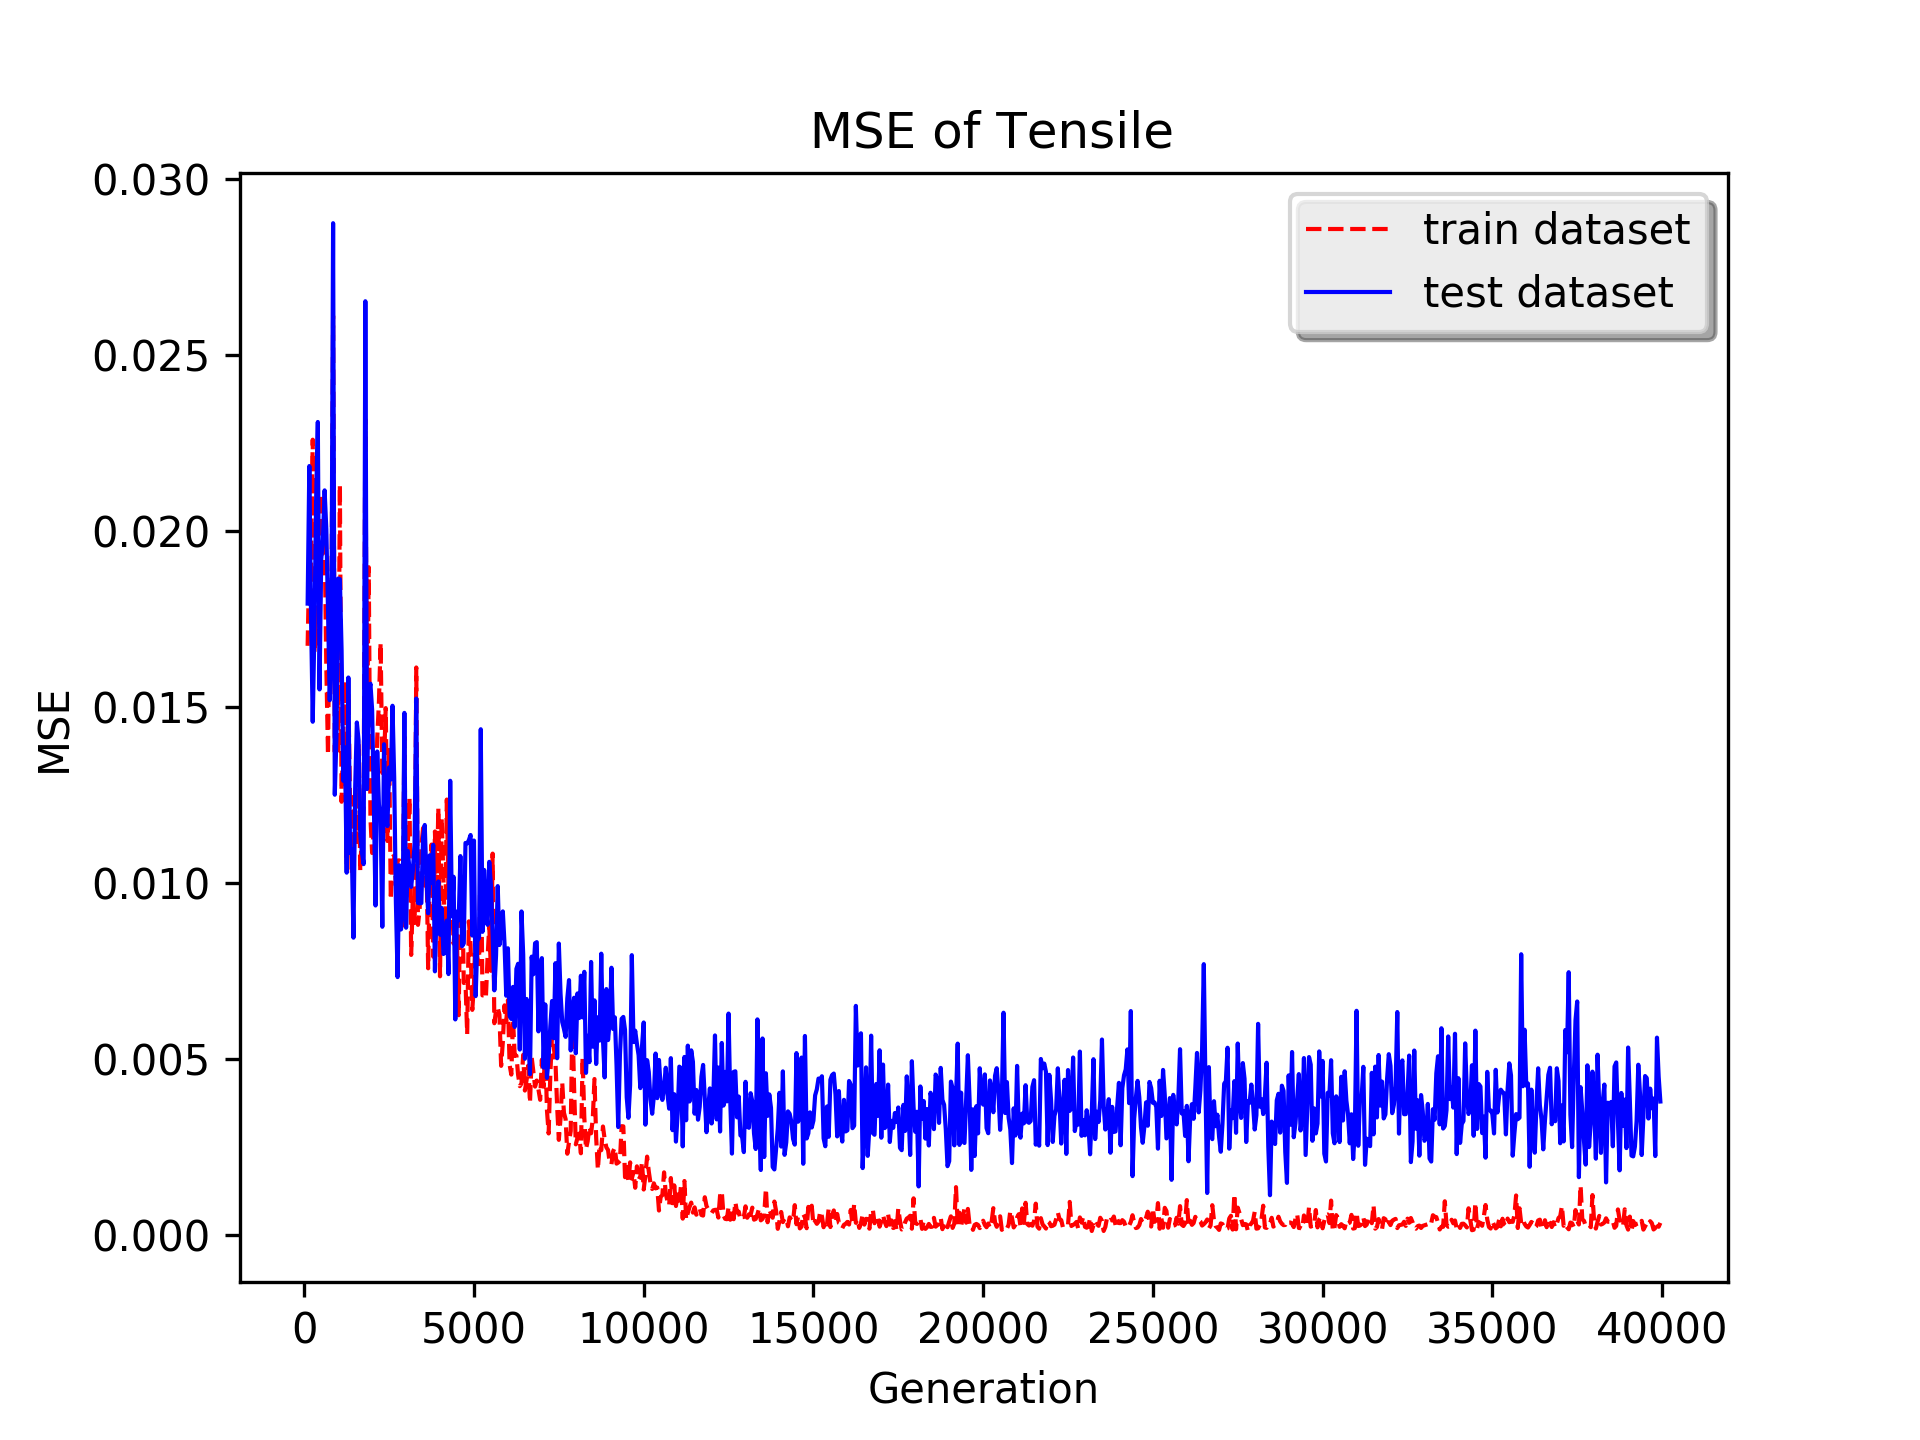 MSE of Tensile
0.030
0.025
0.020
0.015
0.010
0.005
0.000
MSE
train dataset
test dataset
0 5000 10000 15000 20000 25000 30000 35000 40000
Generation